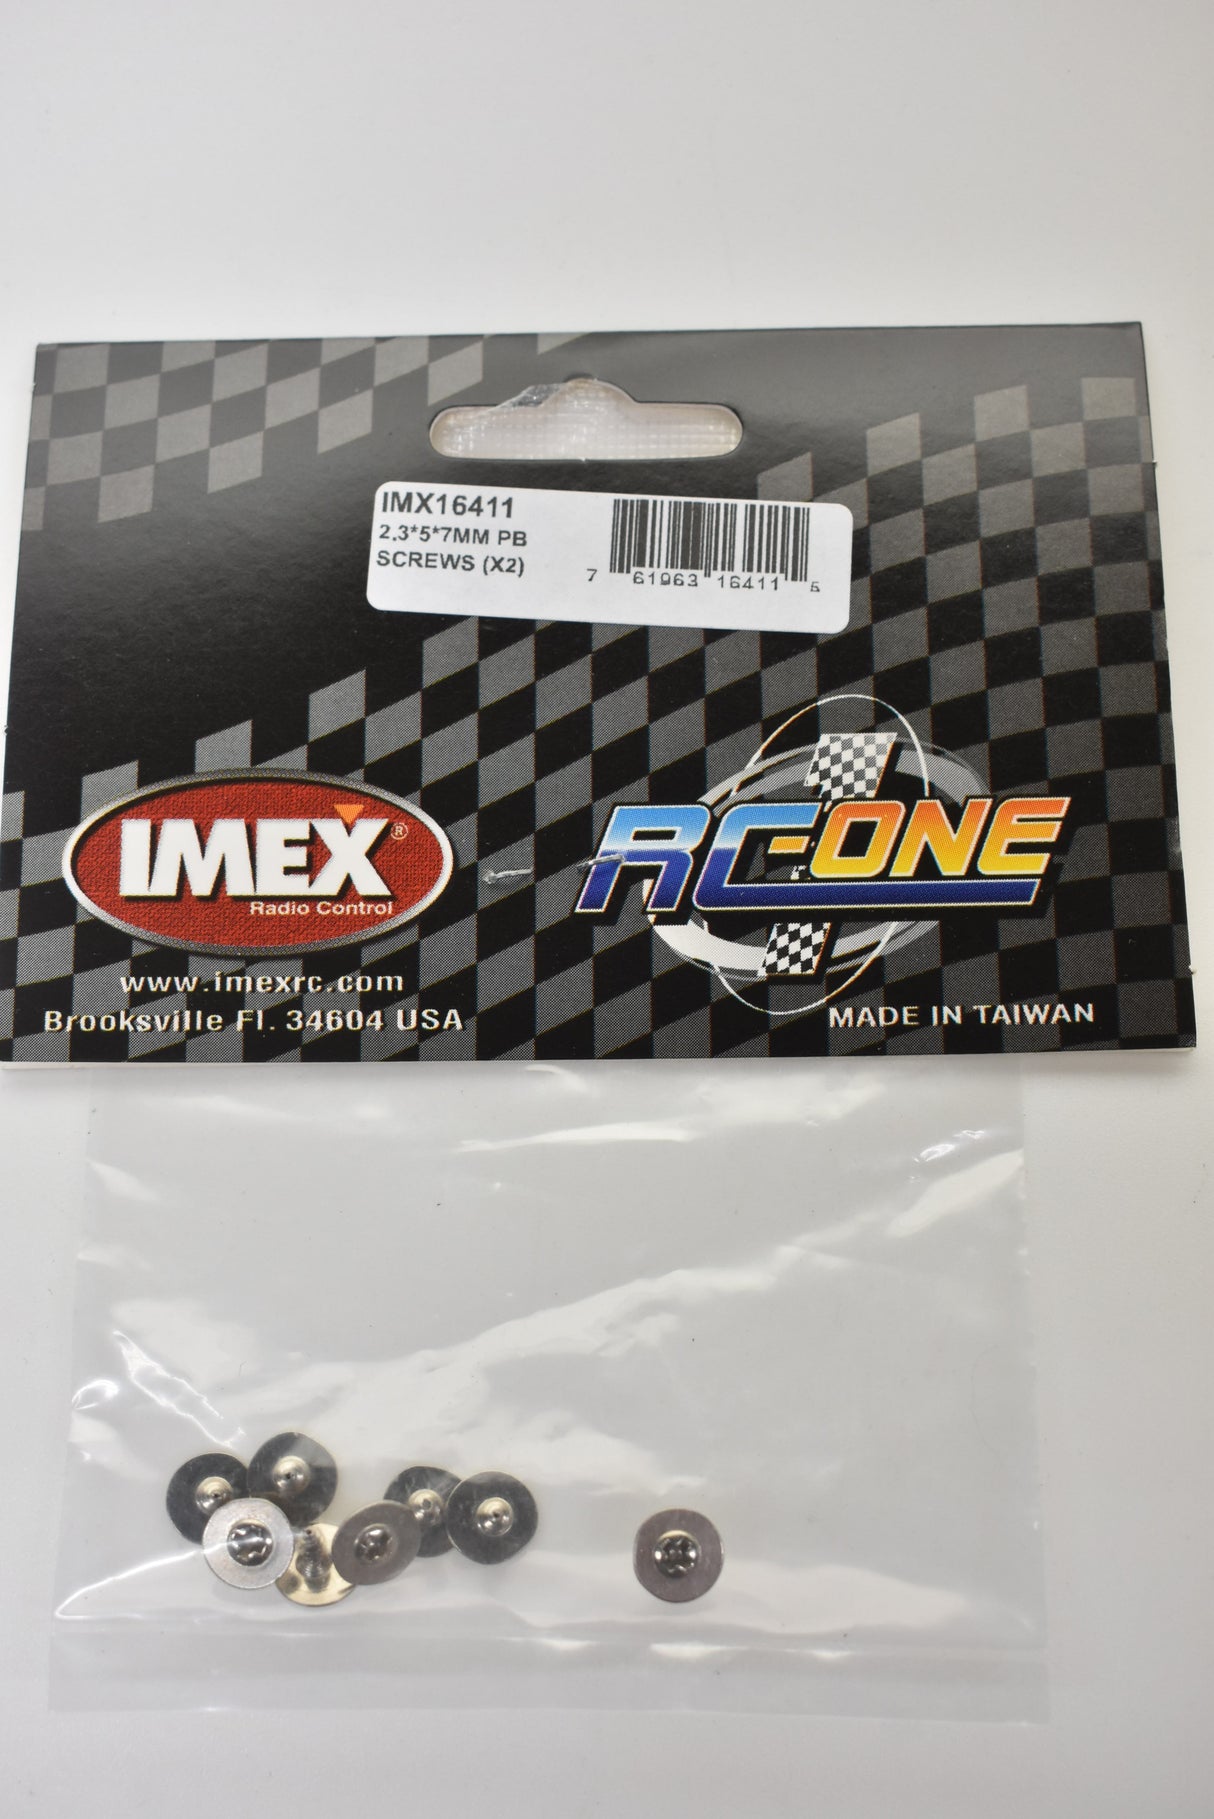 IMX16411
2.3*5*7MM PB
SCREWS (X2)
7 61963 16411 5
IMEX®
Radio Control
www.imexrc.com
Brooksville Fl. 34604 USA
RC-ONE
MADE IN TAIWAN